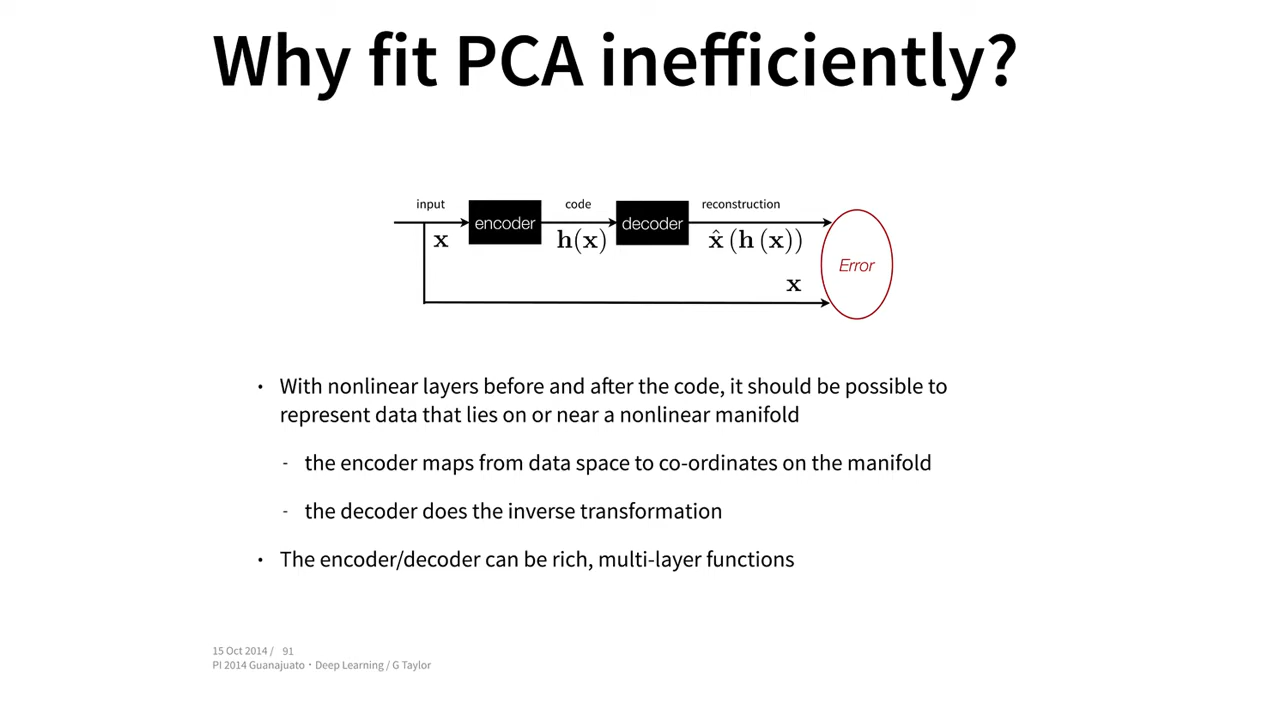 Why fit PCA inefficiently?
input code reconstruction
encoder decoder
x h(x) x̂ (h (x))
Error
x
• With nonlinear layers before and after the code, it should be possible to
represent data that lies on or near a nonlinear manifold
- the encoder maps from data space to co-ordinates on the manifold
- the decoder does the inverse transformation
• The encoder/decoder can be rich, multi-layer functions
15 Oct 2014 / 91
PI 2014 Guanajuato · Deep Learning / G Taylor